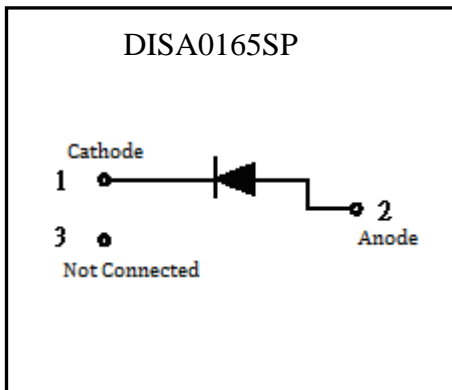 DISA0165SP
Cathode
1
2
3
Anode
Not Connected